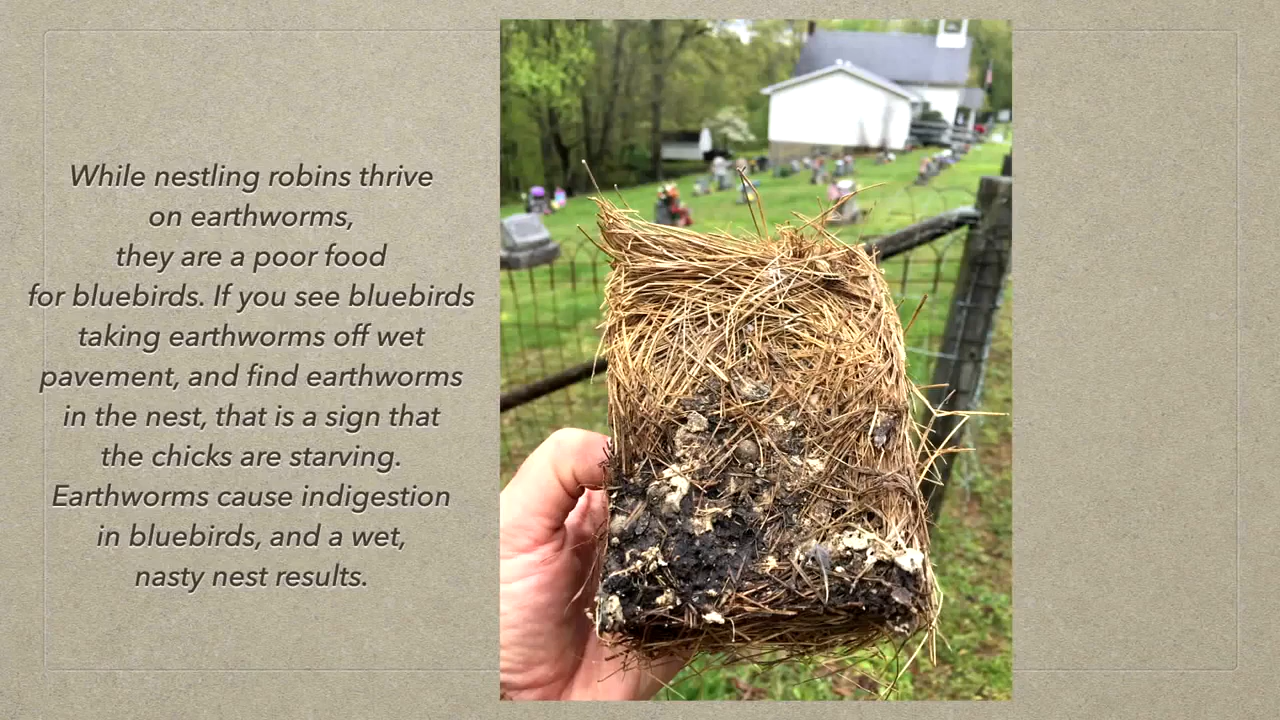 While nestling robins thrive
on earthworms,
they are a poor food
for bluebirds. If you see bluebirds
taking earthworms off wet
pavement, and find earthworms
in the nest, that is a sign that
the chicks are starving.
Earthworms cause indigestion
in bluebirds, and a wet,
nasty nest results.